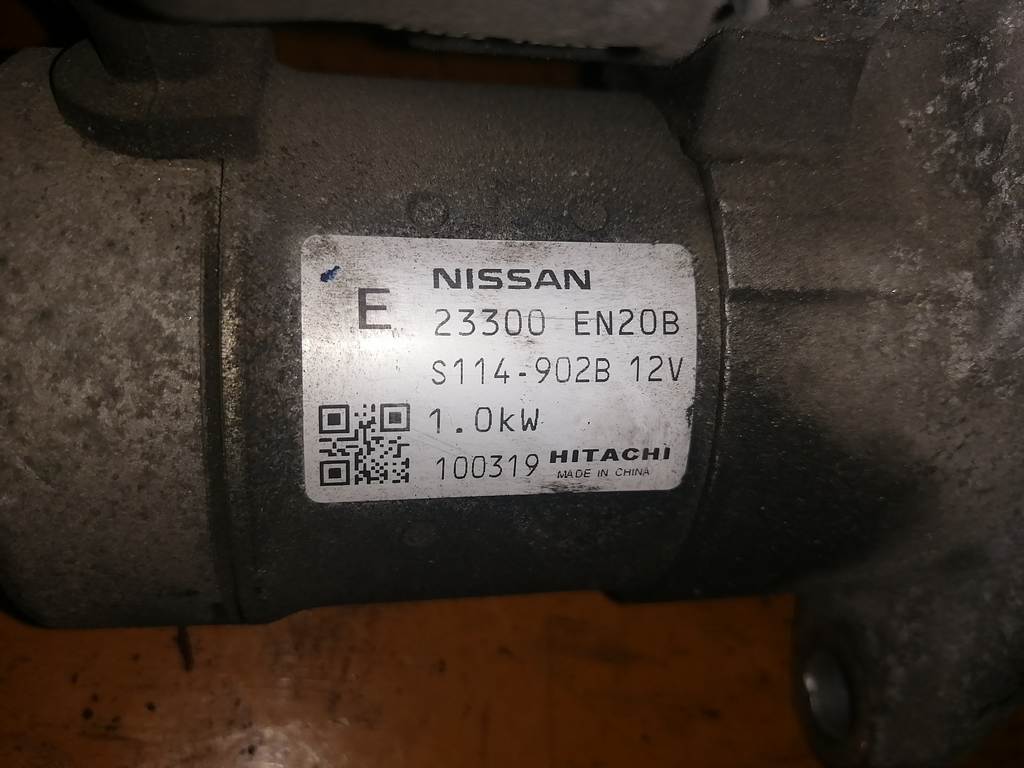 NISSAN
E
23300 EN20B
S114-902B 12V
1.0kW
100319 HITACHI
MADE IN CHINA